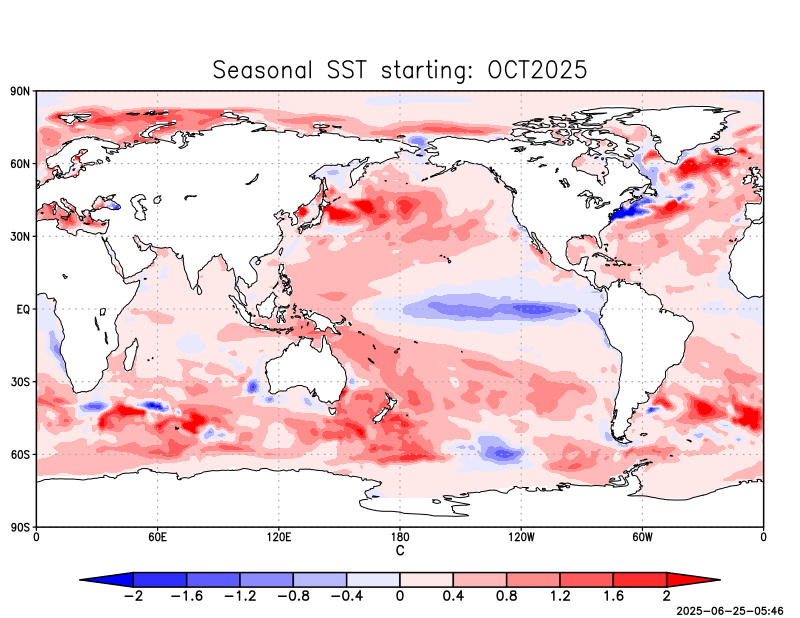 Seasonal SST starting: OCT2025
90N
60N
30N
EQ
30S
60S
90S
0 60E 120E 180 120W 60W 0
C
−2 −1.6 −1.2 −0.8 −0.4 0 0.4 0.8 1.2 1.6 2
2025-06-25-05:46